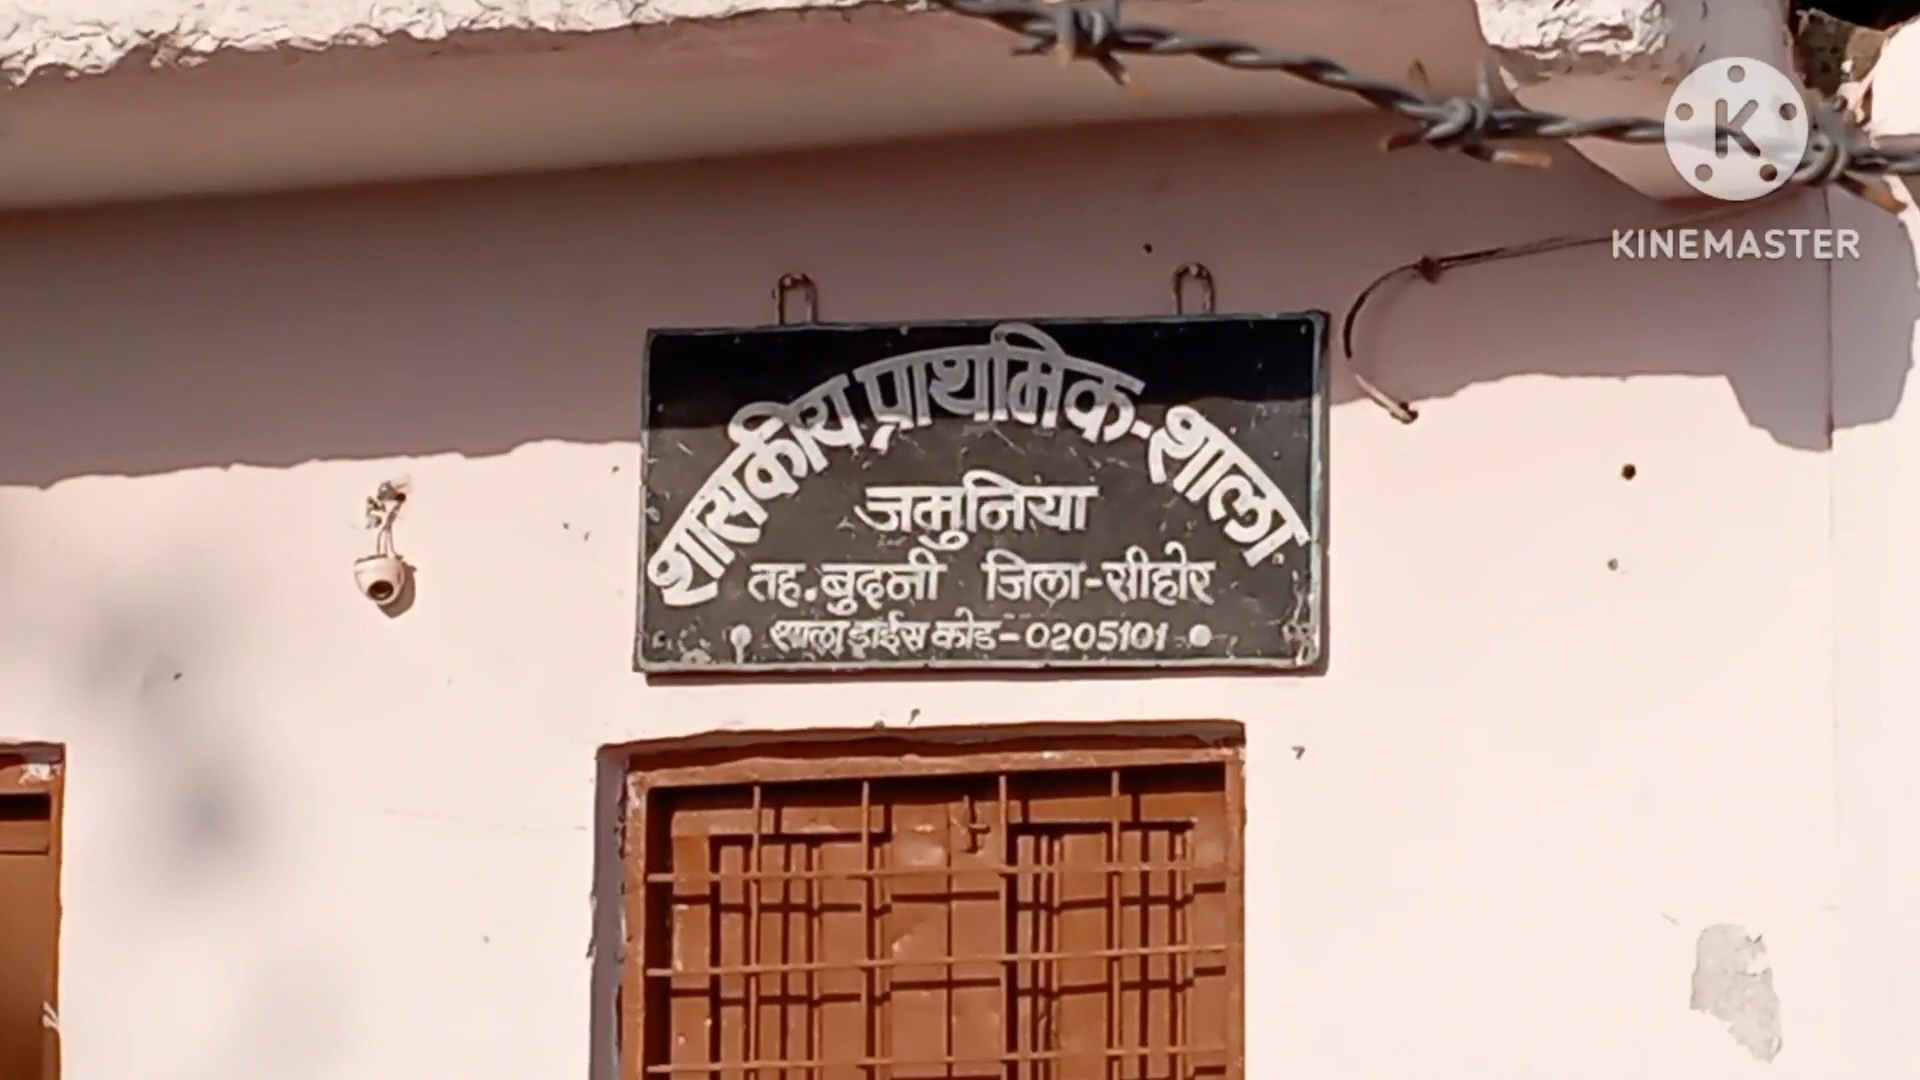 शासकीय प्राथमिक-शाला
जमुनिया
तह.बुदनी जिला-सीहोर
शाला डाईस कोड-0205101
K
KINEMASTER